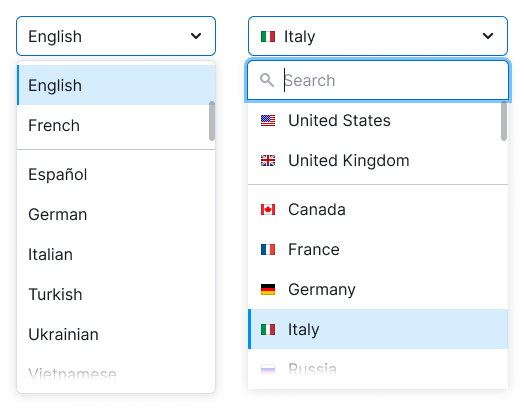 English
English
French
Español
German
Italian
Turkish
Ukrainian
Vietnamese
Italy
Search
United States
United Kingdom
Canada
France
Germany
Italy
Russia